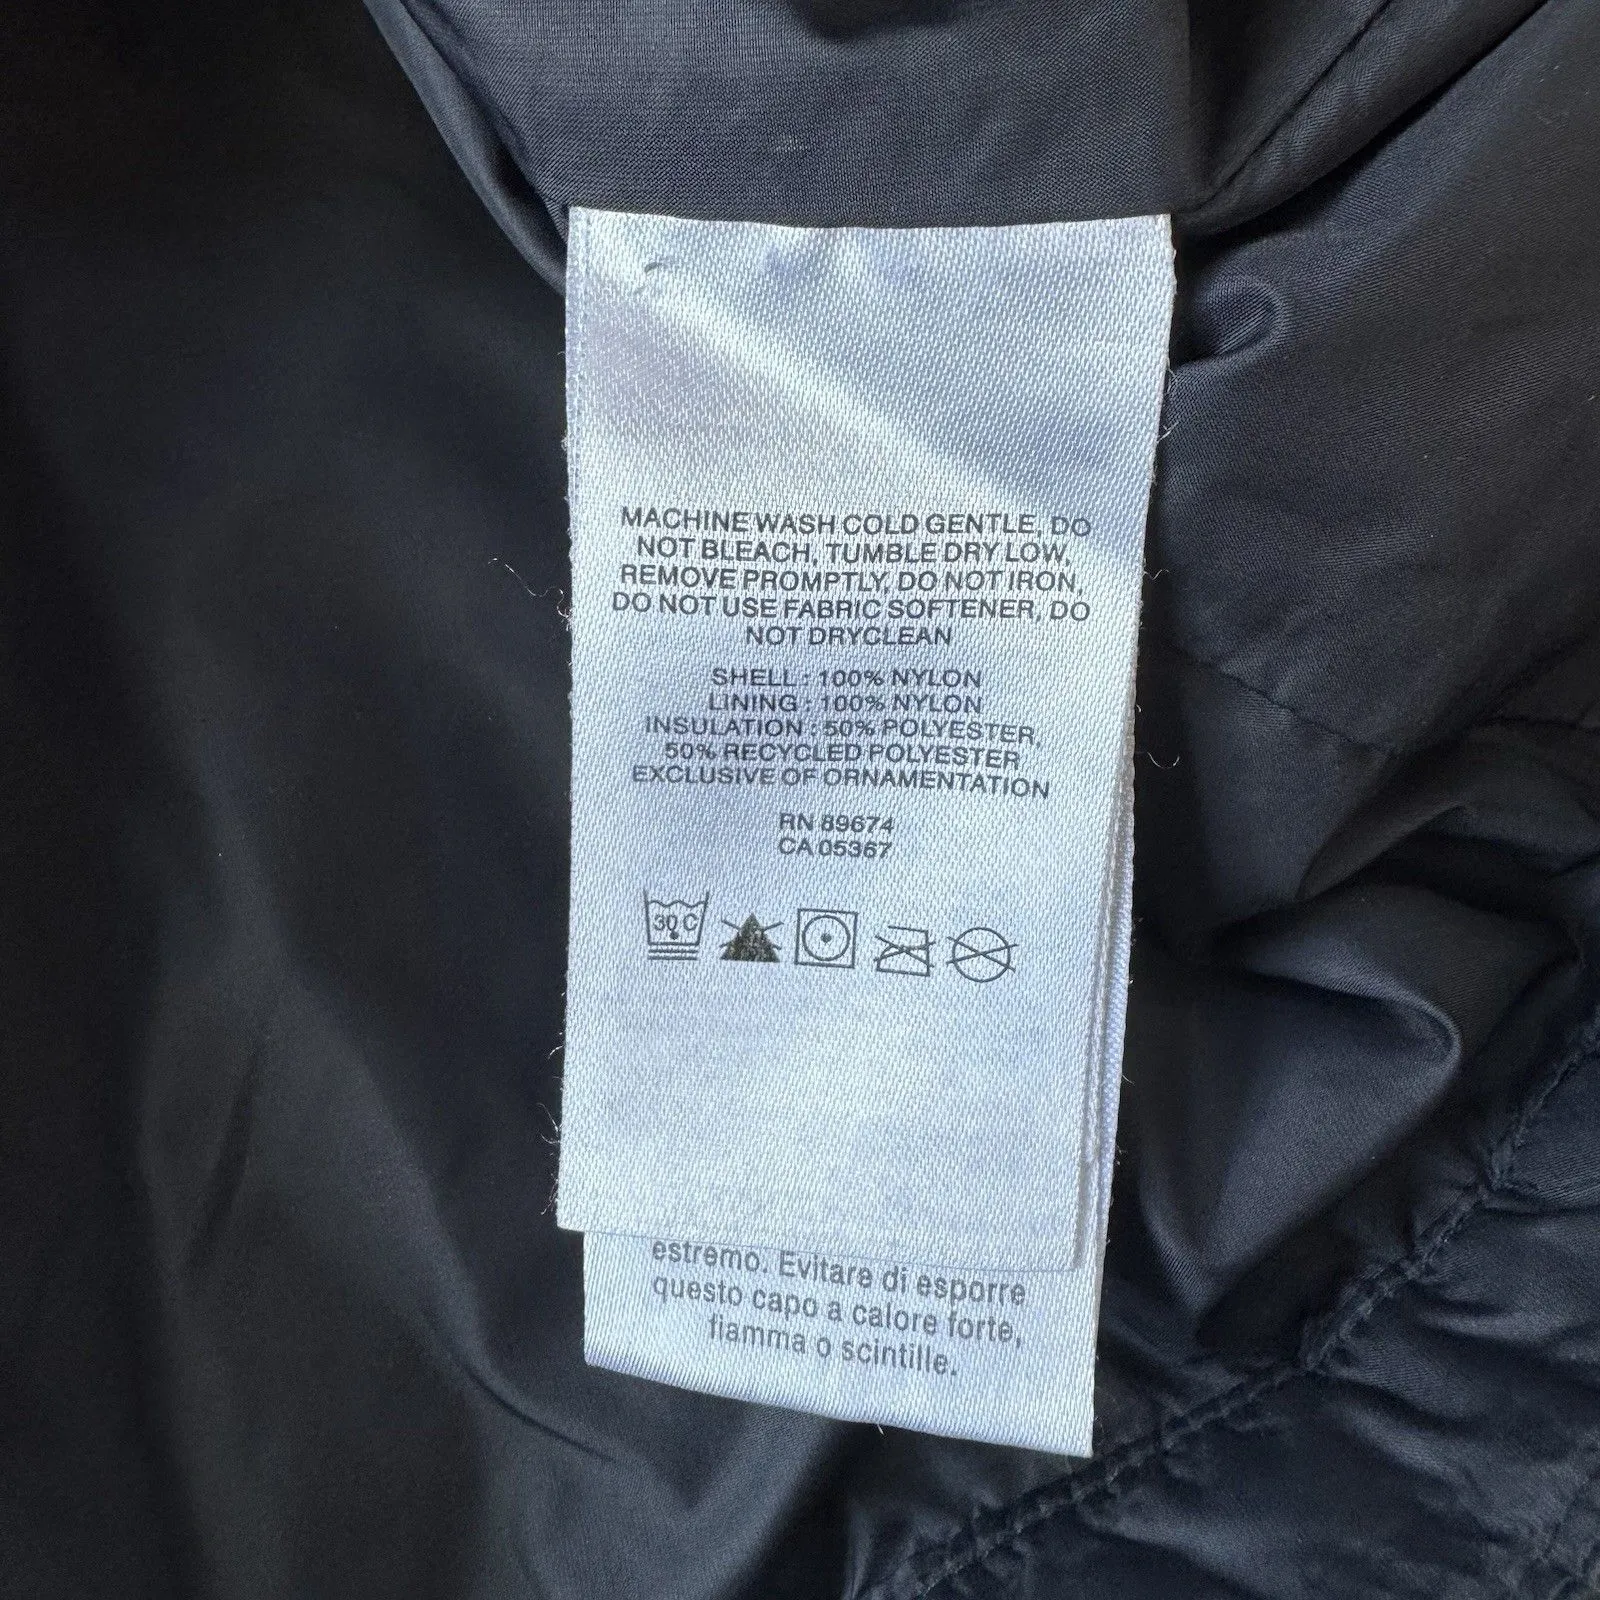 MACHINE WASH COLD GENTLE, DO
NOT BLEACH, TUMBLE DRY LOW,
REMOVE PROMPTLY, DO NOT IRON,
DO NOT USE FABRIC SOFTENER, DO
NOT DRYCLEAN
SHELL : 100% NYLON
LINING : 100% NYLON
INSULATION : 50% POLYESTER,
50% RECYCLED POLYESTER
EXCLUSIVE OF ORNAMENTATION
RN 89674
CA 05367
30 C
estremo. Evitare di esporre
questo capo a calore forte,
fiamma o scintille.